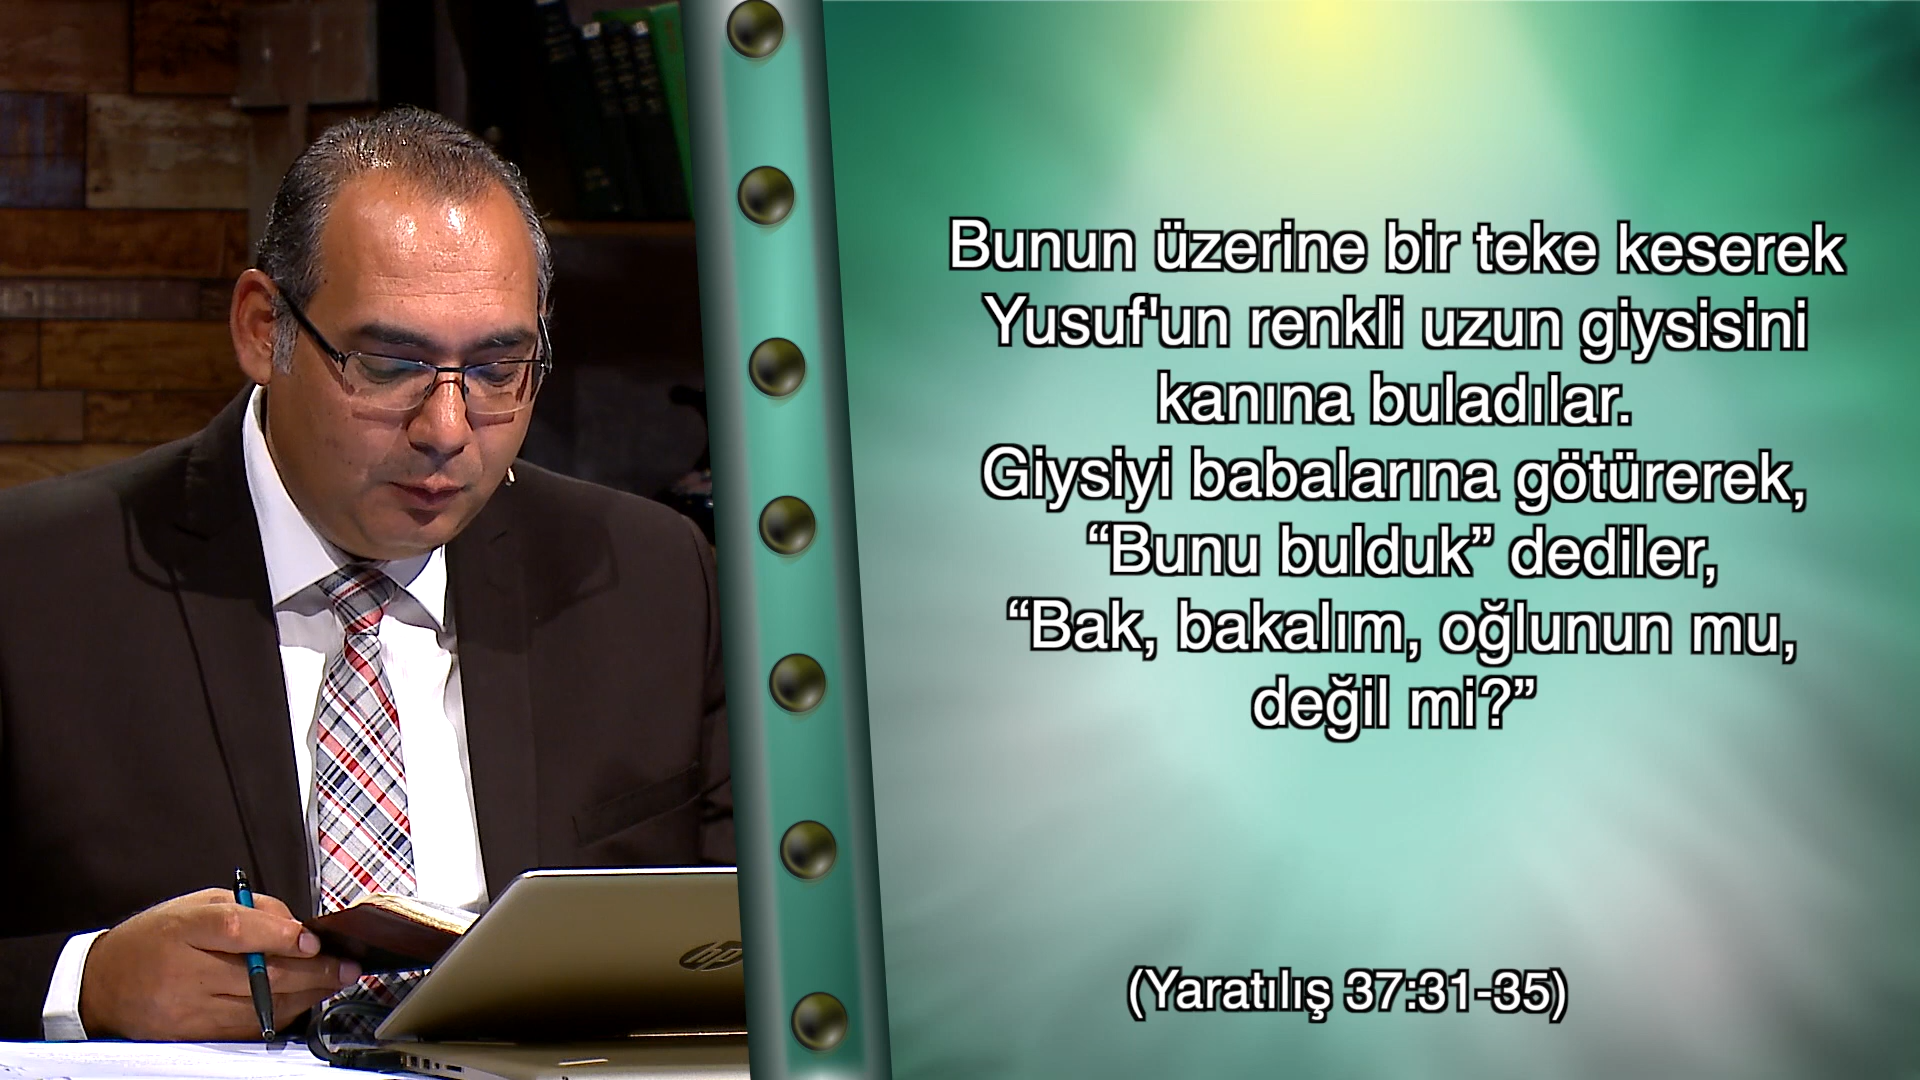 Bunun üzerine bir teke keserek
Yusuf'un renkli uzun giysisini
kanına buladılar.
Giysiyi babalarına götürerek,
“Bunu bulduk” dediler,
“Bak, bakalım, oğlunun mu,
değil mi?”
(Yaratılış 37:31-35)
hp